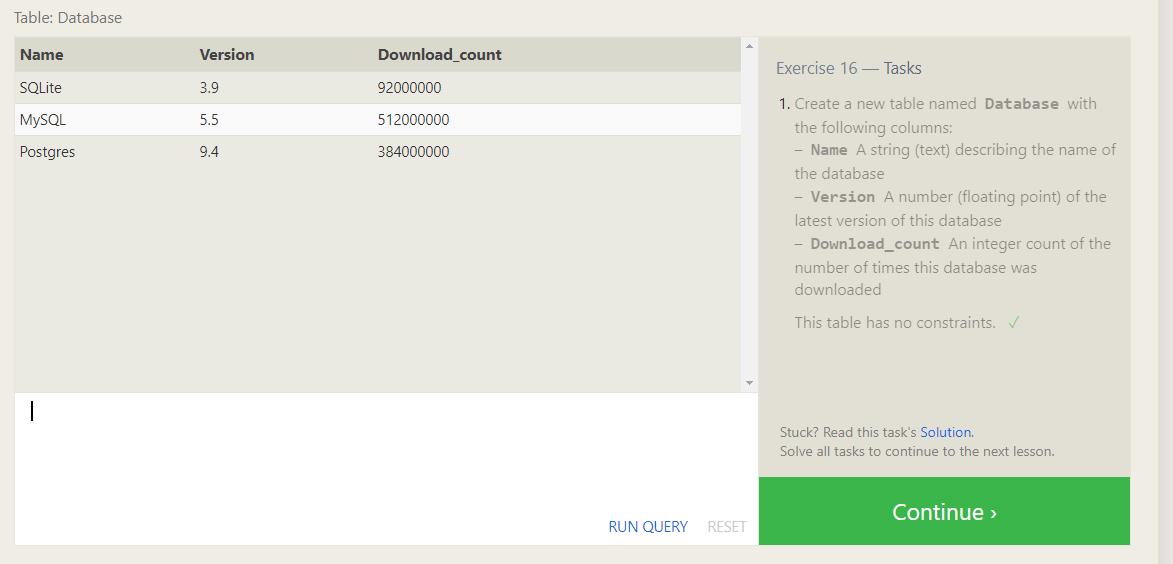 Table: Database
Name Version Download_count
SQLite 3.9 92000000
MySQL 5.5 512000000
Postgres 9.4 384000000
RUN QUERY RESET
Exercise 16 — Tasks
1. Create a new table named Database with
the following columns:
– Name A string (text) describing the name of
the database
– Version A number (floating point) of the
latest version of this database
– Download_count An integer count of the
number of times this database was
downloaded
This table has no constraints. ✓
Stuck? Read this task's Solution.
Solve all tasks to continue to the next lesson.
Continue ›